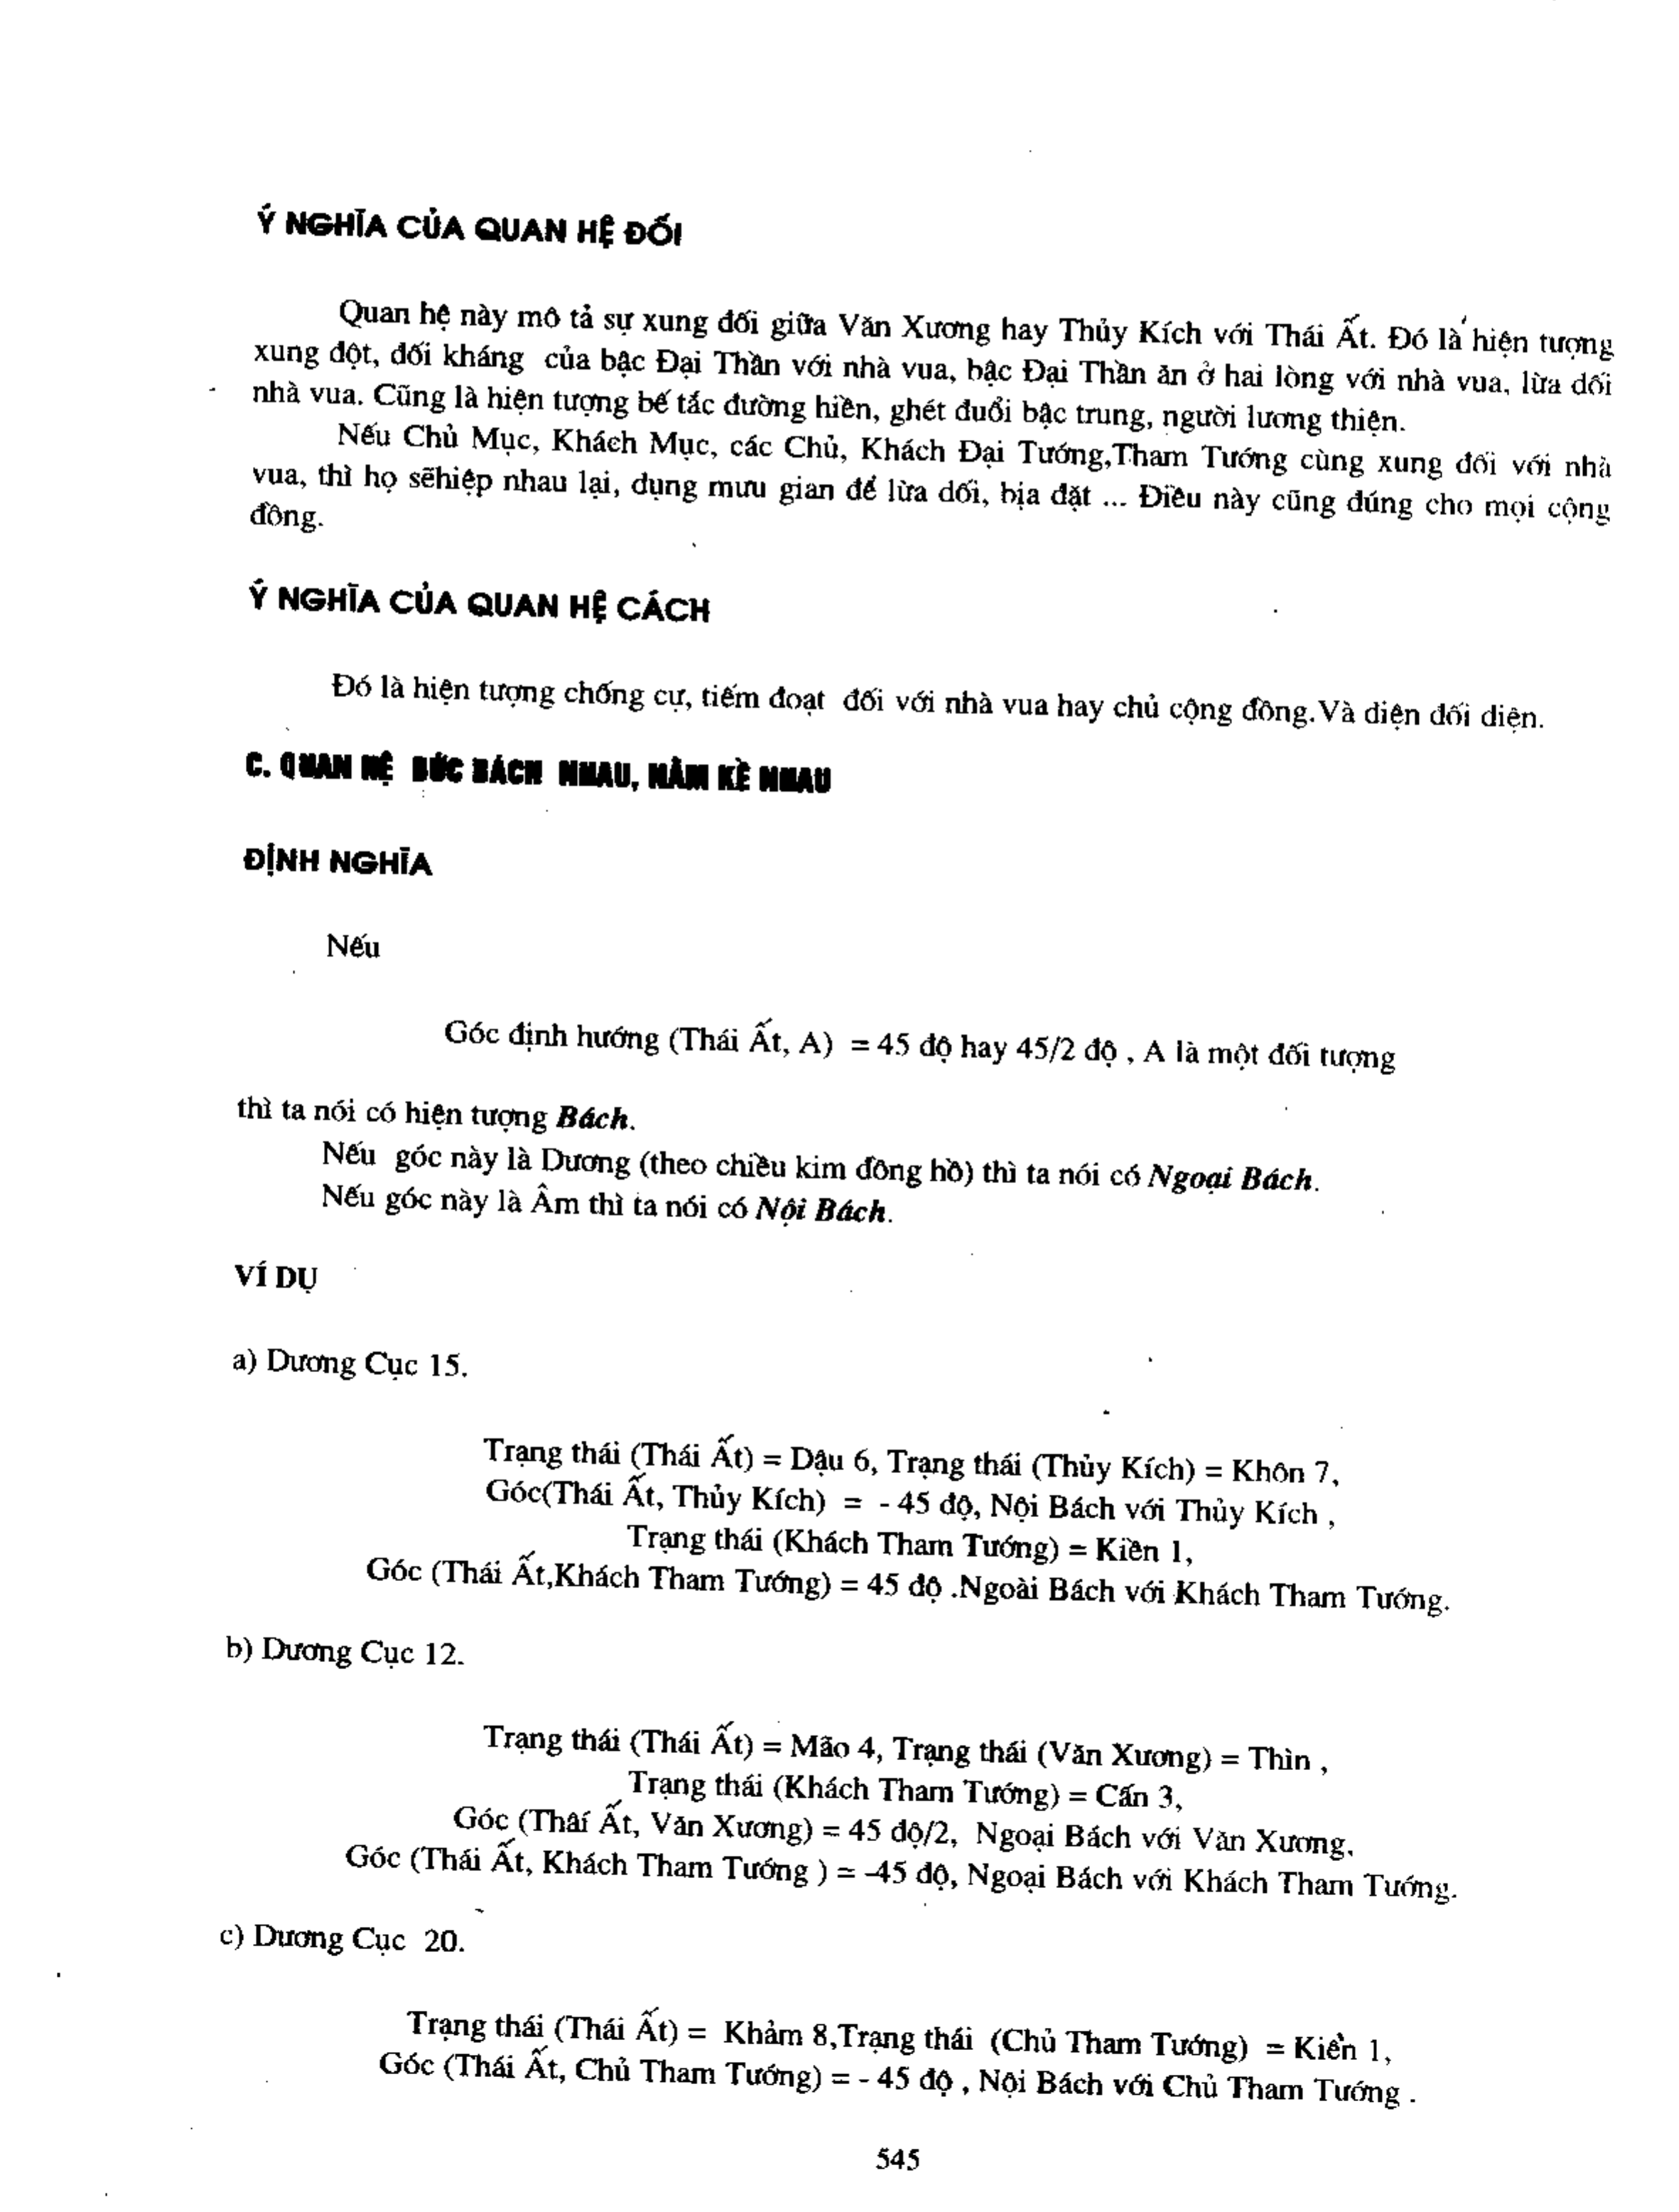 Ý NGHĨA CỦA QUAN HỆ ĐỐI
Quan hệ này mô tả sự xung đối giữa Văn Xương hay Thủy Kích với Thái Ất. Đó là hiện tượng
xung đột, đối kháng của bậc Đại Thần với nhà vua, bậc Đại Thần ăn ở hai lòng với nhà vua, lừa dối
nhà vua. Cũng là hiện tượng bế tắc đường hiền, ghét đuổi bậc trung, người lương thiện.
Nếu Chủ Mục, Khách Mục, các Chủ, Khách Đại Tướng,Tham Tướng cùng xung đối với nhà
vua, thì họ sẽhiệp nhau lại, dụng mưu gian để lừa dối, bịa đặt ... Điều này cũng đúng cho mọi cộng
đồng.
Ý NGHĨA CỦA QUAN HỆ CÁCH
Đó là hiện tượng chống cự, tiếm đoạt đối với nhà vua hay chủ cộng đồng.Và diện đối diện.
C. QUAN HỆ BỨC BÁCH NHAU, NẰM KỀ NHAU
ĐỊNH NGHĨA
Nếu
Góc định hướng (Thái Ất, A) = 45 độ hay 45/2 độ , A là một đối tượng
thì ta nói có hiện tượng Bách.
Nếu góc này là Dương (theo chiều kim đồng hồ) thì ta nói có Ngoại Bách.
Nếu góc này là Âm thì ta nói có Nội Bách.
VÍ DỤ
a) Dương Cục 15.
Trạng thái (Thái Ất) = Dậu 6, Trạng thái (Thủy Kích) = Khôn 7,
Góc(Thái Ất, Thủy Kích) = - 45 độ, Nội Bách với Thủy Kích ,
Trạng thái (Khách Tham Tướng) = Kiền 1,
Góc (Thái Ất,Khách Tham Tướng) = 45 độ .Ngoài Bách với Khách Tham Tướng.
b) Dương Cục 12.
Trạng thái (Thái Ất) = Mão 4, Trạng thái (Văn Xương) = Thìn ,
Trạng thái (Khách Tham Tướng) = Cấn 3,
Góc (Thâí Ất, Văn Xương) = 45 độ/2, Ngoại Bách với Văn Xương.
Góc (Thái Ất, Khách Tham Tướng ) = -45 độ, Ngoại Bách với Khách Tham Tướng.
c) Dương Cục 20.
Trạng thái (Thái Ất) = Khảm 8,Trạng thái (Chủ Tham Tướng) = Kiền 1,
Góc (Thái Ất, Chủ Tham Tướng) = - 45 độ , Nội Bách với Chủ Tham Tướng .
545